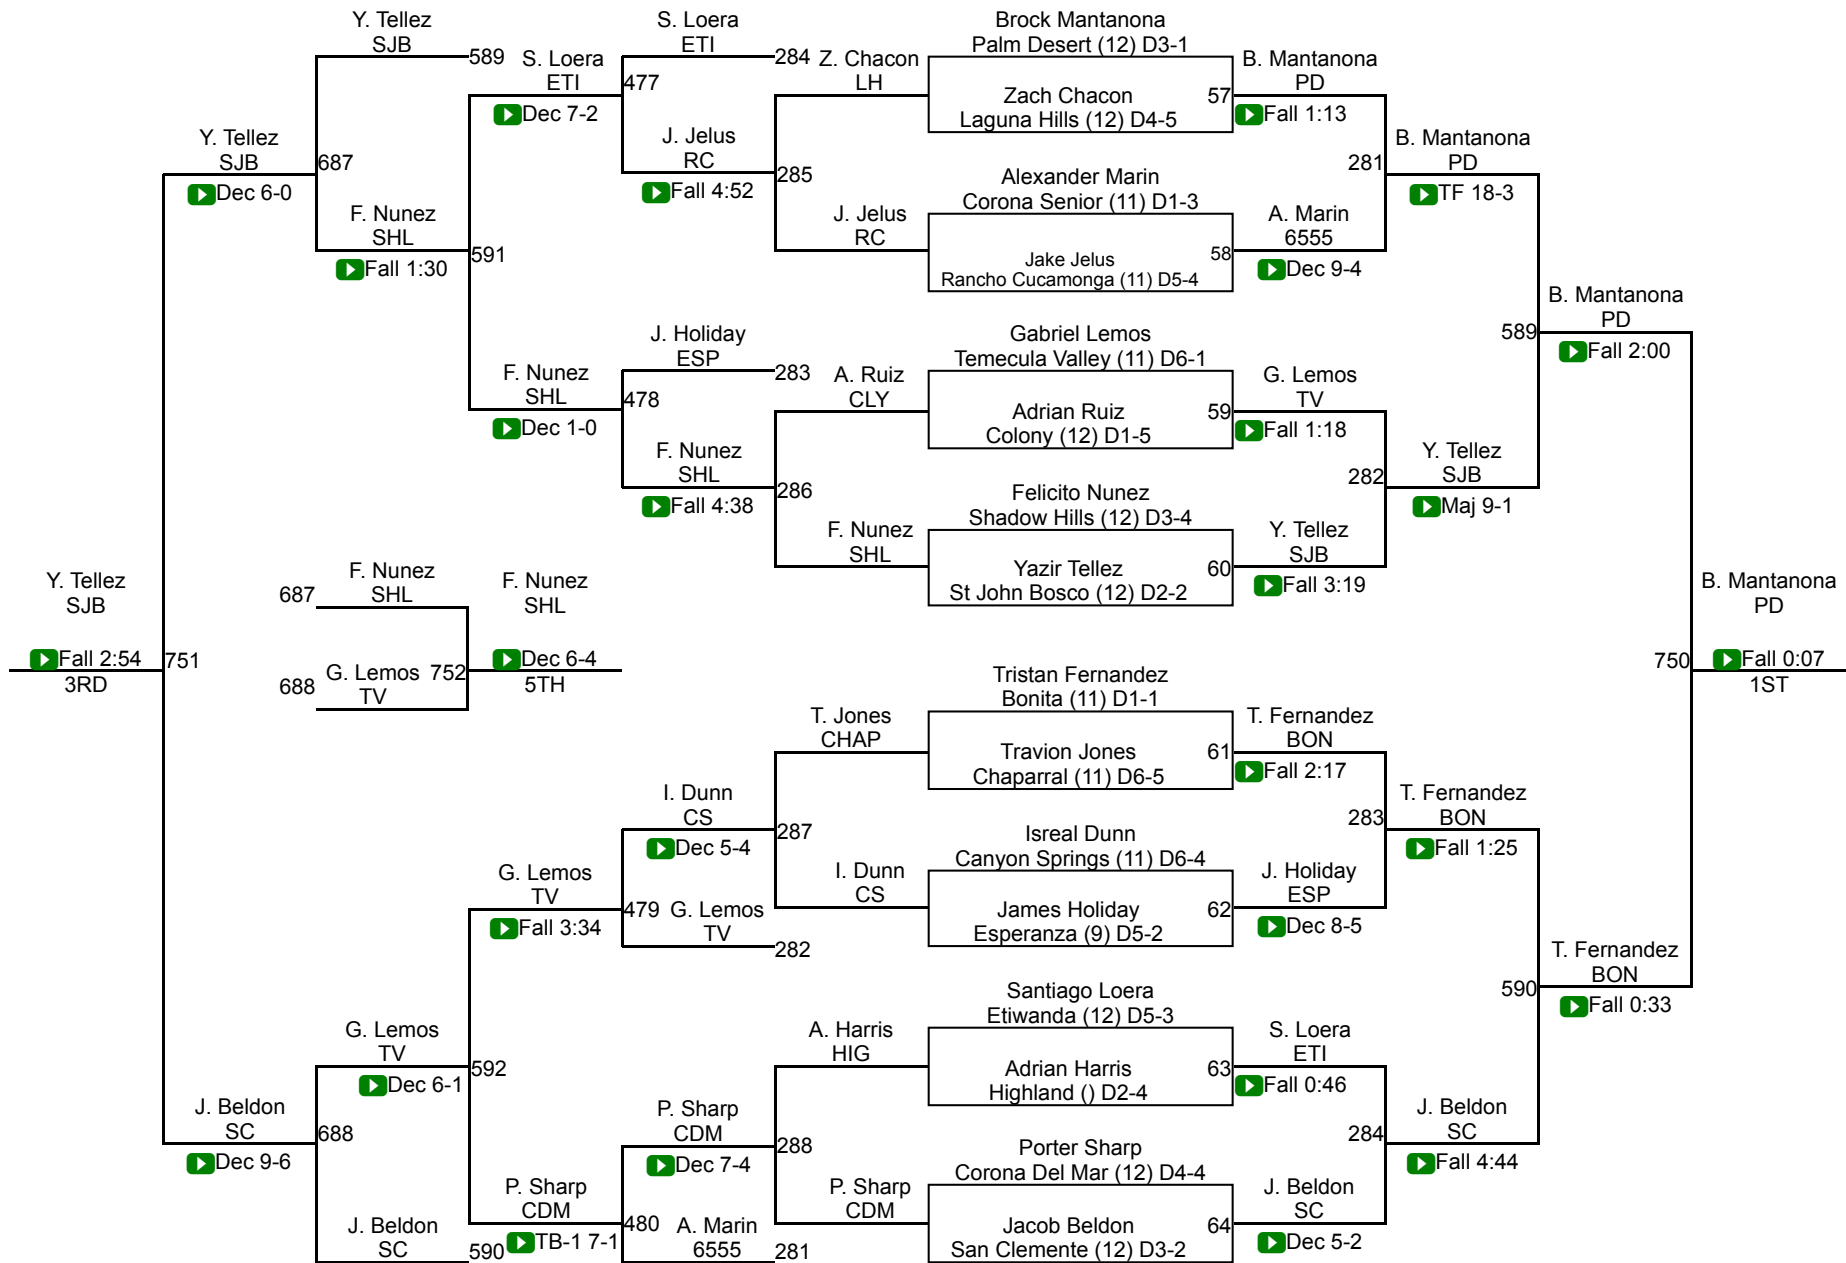 Y. Tellez
SJB
589
S. Loera
ETI
Dec 7-2
S. Loera
ETI
284
477
Z. Chacon
LH
Brock Mantanona
Palm Desert (12) D3-1
Zach Chacon
57
Laguna Hills (12) D4-5
B. Mantanona
PD
Fall 1:13
Y. Tellez
SJB
Dec 6-0
687
J. Jelus
RC
Fall 4:52
285
Alexander Marin
Corona Senior (11) D1-3
281
B. Mantanona
PD
TF 18-3
F. Nunez
SHL
Fall 1:30
591
J. Jelus
RC
Jake Jelus
58
Rancho Cucamonga (11) D5-4
A. Marin
6555
Dec 9-4
B. Mantanona
PD
Fall 2:00
589
J. Holiday
ESP
283
F. Nunez
SHL
Dec 1-0
478
A. Ruiz
CLY
Gabriel Lemos
Temecula Valley (11) D6-1
Adrian Ruiz
59
Colony (12) D1-5
G. Lemos
TV
Fall 1:18
F. Nunez
SHL
Fall 4:38
286
Felicito Nunez
Shadow Hills (12) D3-4
282
Y. Tellez
SJB
Maj 9-1
F. Nunez
SHL
Yazir Tellez
60
St John Bosco (12) D2-2
Y. Tellez
SJB
Fall 3:19
Y. Tellez
SJB
Fall 2:54
3RD
751
687
F. Nunez
SHL
688
G. Lemos
TV
752
F. Nunez
SHL
Dec 6-4
5TH
B. Mantanona
PD
750
Fall 0:07
1ST
T. Jones
CHAP
Tristan Fernandez
Bonita (11) D1-1
Travion Jones
61
Chaparral (11) D6-5
T. Fernandez
BON
Fall 2:17
I. Dunn
CS
Dec 5-4
287
Isreal Dunn
Canyon Springs (11) D6-4
283
T. Fernandez
BON
Fall 1:25
G. Lemos
TV
Fall 3:34
479
G. Lemos
TV
282
I. Dunn
CS
James Holiday
62
Esperanza (9) D5-2
J. Holiday
ESP
Dec 8-5
T. Fernandez
BON
Fall 0:33
590
G. Lemos
TV
Dec 6-1
592
A. Harris
HIG
Santiago Loera
Etiwanda (12) D5-3
Adrian Harris
63
Highland () D2-4
S. Loera
ETI
Fall 0:46
J. Beldon
SC
Dec 9-6
688
P. Sharp
CDM
Dec 7-4
288
Porter Sharp
Corona Del Mar (12) D4-4
284
J. Beldon
SC
Fall 4:44
J. Beldon
SC
590
P. Sharp
CDM
TB-1 7-1
480
A. Marin
6555
281
P. Sharp
CDM
Jacob Beldon
64
San Clemente (12) D3-2
J. Beldon
SC
Dec 5-2